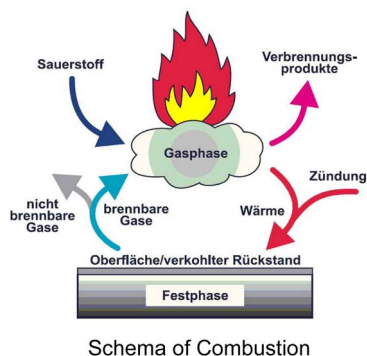 Sauerstoff
Verbrennungs-
produkte
Gasphase
Zündung
nicht
brennbare
Gase
brennbare
Gase
Wärme
Oberfläche/verkohlter Rückstand
Festphase
Schema of Combustion